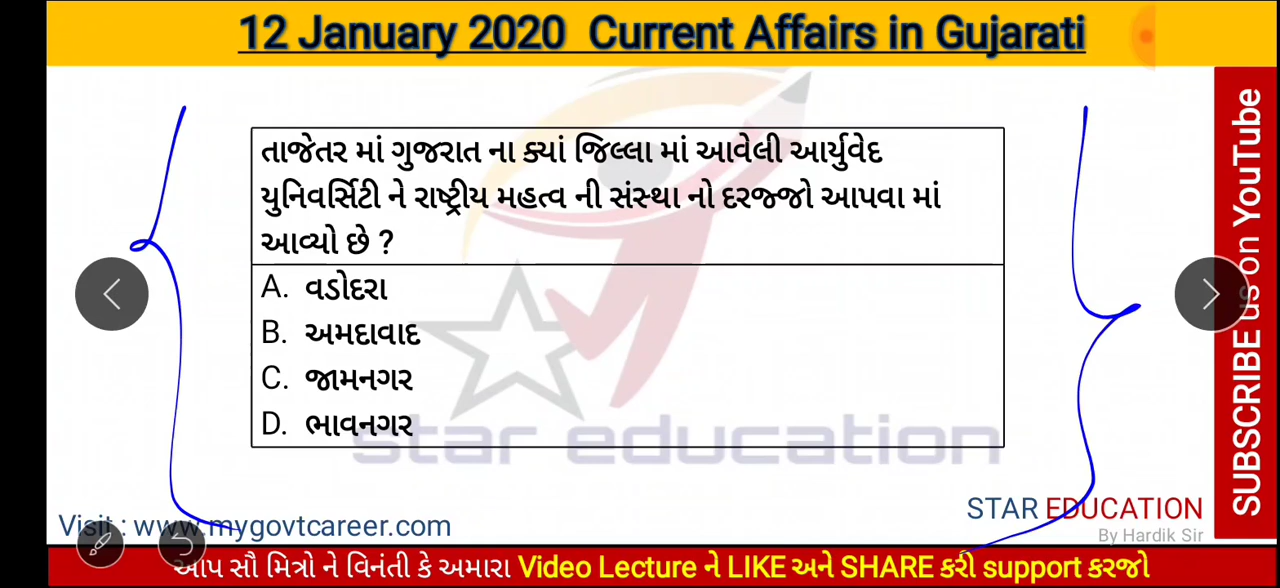 12 January 2020 Current Affairs in Gujarati
તાજેતર માં ગુજરાત ના ક્યાં જિલ્લા માં આવેલી આર્યુવેદ
યુનિવર્સિટી ને રાષ્ટ્રીય મહત્વ ની સંસ્થા નો દરજ્જો આપવા માં
આવ્યો છે ?
A. વડોદરા
B. અમદાવાદ
C. જામનગર
D. ભાવનગર
star education
STAR EDUCATION
By Hardik Sir
Visit : www.mygovtcareer.com
આપ સૌ મિત્રો ને વિનંતી કે અમારા Video Lecture ને LIKE અને SHARE કરી support કરજો
SUBSCRIBE us on YouTube